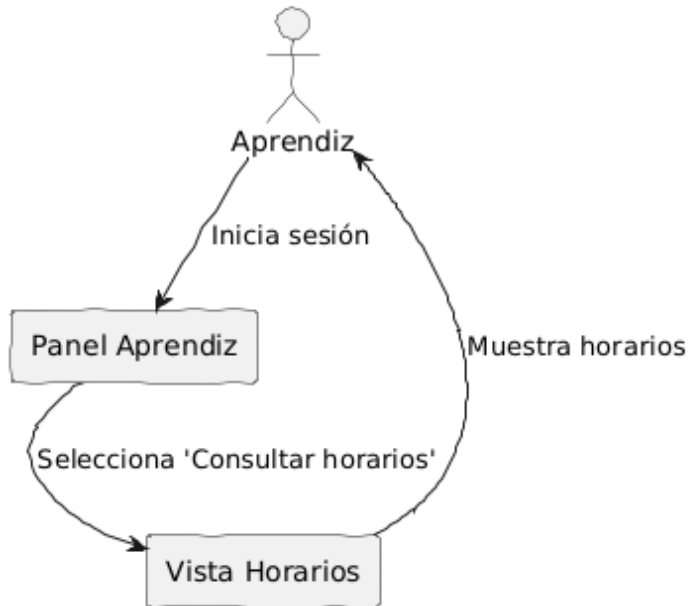 Aprendiz
Inicia sesión
Panel Aprendiz
Muestra horarios
Selecciona 'Consultar horarios'
Vista Horarios